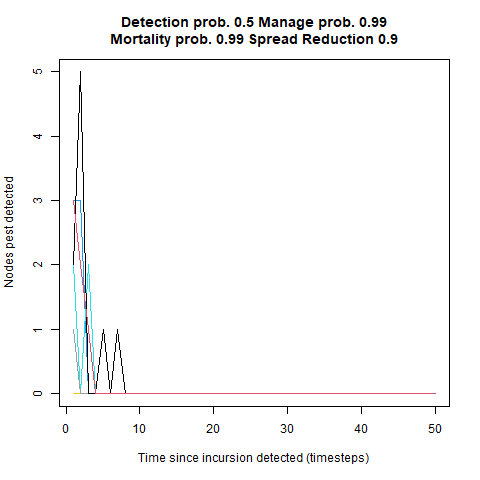 Detection prob. 0.5 Manage prob. 0.99
Mortality prob. 0.99 Spread Reduction 0.9
Nodes pest detected
5
4
3
2
1
0
0 10 20 30 40 50
Time since incursion detected (timesteps)